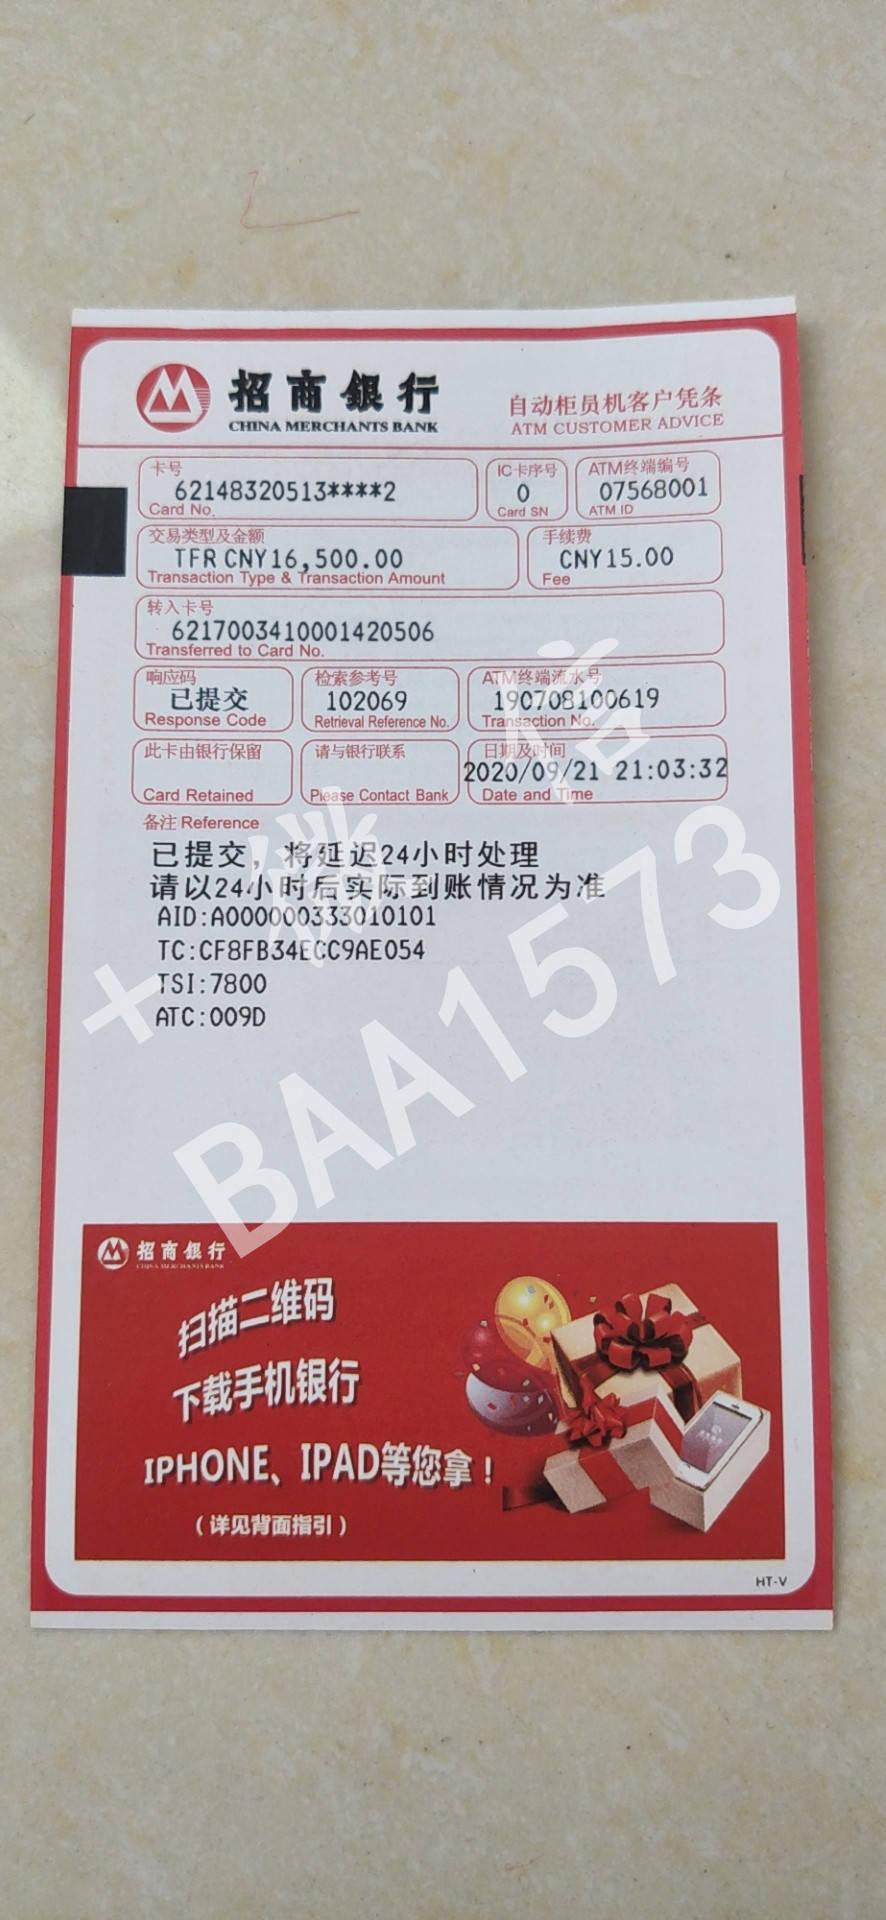 招商銀行
CHINA MERCHANTS BANK
自动柜员机客户凭条
ATM CUSTOMER ADVICE
卡号
62148320513****2
Card No.
IC卡序号
0
Card SN
ATM终端编号
07568001
ATM ID
交易类型及金额
TFR CNY16,500.00
Transaction Type & Transaction Amount
手续费
CNY15.00
Fee
转入卡号
6217003410001420506
Transferred to Card No.
响应码
已提交
Response Code
检索参考号
102069
Retrieval Reference No.
ATM终端流水号
190708100619
Transaction No.
此卡由银行保留
Card Retained
请与银行联系
Please Contact Bank
日期及时间
2020/09/21 21:03:32
Date and Time
备注 Reference
已提交，将延迟24小时处理
请以24小时后实际到账情况为准
AID:A000000333010101
TC:CF8FB34ECC9AE054
TSI:7800
ATC:009D
+微信
BAA1573
招商銀行
CHINA MERCHANTS BANK
扫描二维码
下载手机银行
IPHONE、IPAD等您拿！
（详见背面指引）
HT-V